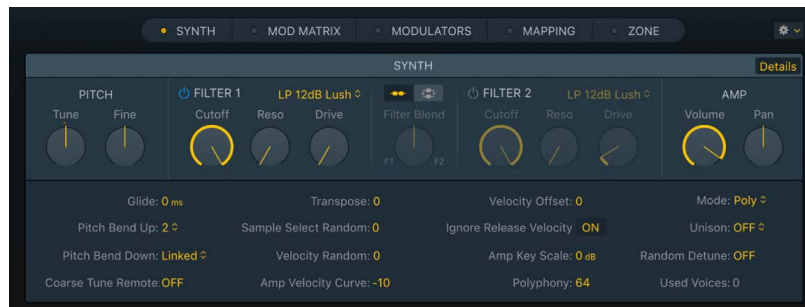 SYNTH MOD MATRIX MODULATORS MAPPING ZONE
SYNTH Details
PITCH FILTER 1 LP 12dB Lush FILTER 2 LP 12dB Lush AMP
Tune Fine Cutoff Reso Drive Filter Blend Cutoff Reso Drive Volume Pan
F1 F2
Glide: 0 ms Transpose: 0 Velocity Offset: 0 Mode: Poly
Pitch Bend Up: 2 Sample Select Random: 0 Ignore Release Velocity ON Unison: OFF
Pitch Bend Down: Linked Velocity Random: 0 Amp Key Scale: 0 dB Random Detune: OFF
Coarse Tune Remote: OFF Amp Velocity Curve: -10 Polyphony: 64 Used Voices: 0